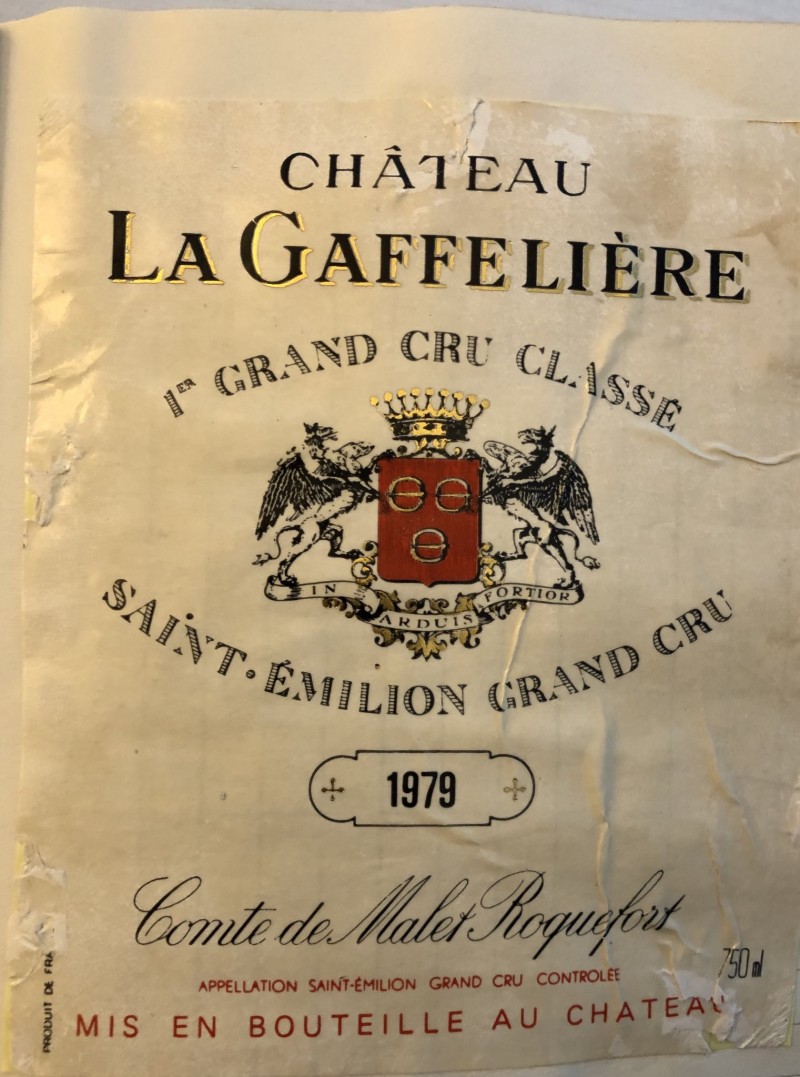 CHÂTEAU
LA GAFFELIÈRE
1ER GRAND CRU CLASSÉ
IN ARDUIS FORTIOR
SAINT-ÉMILION GRAND CRU
1979
Comte de Malet Roquefort
750 ml
APPELLATION SAINT-ÉMILION GRAND CRU CONTROLÉE
MIS EN BOUTEILLE AU CHATEAU
PRODUIT DE FRA